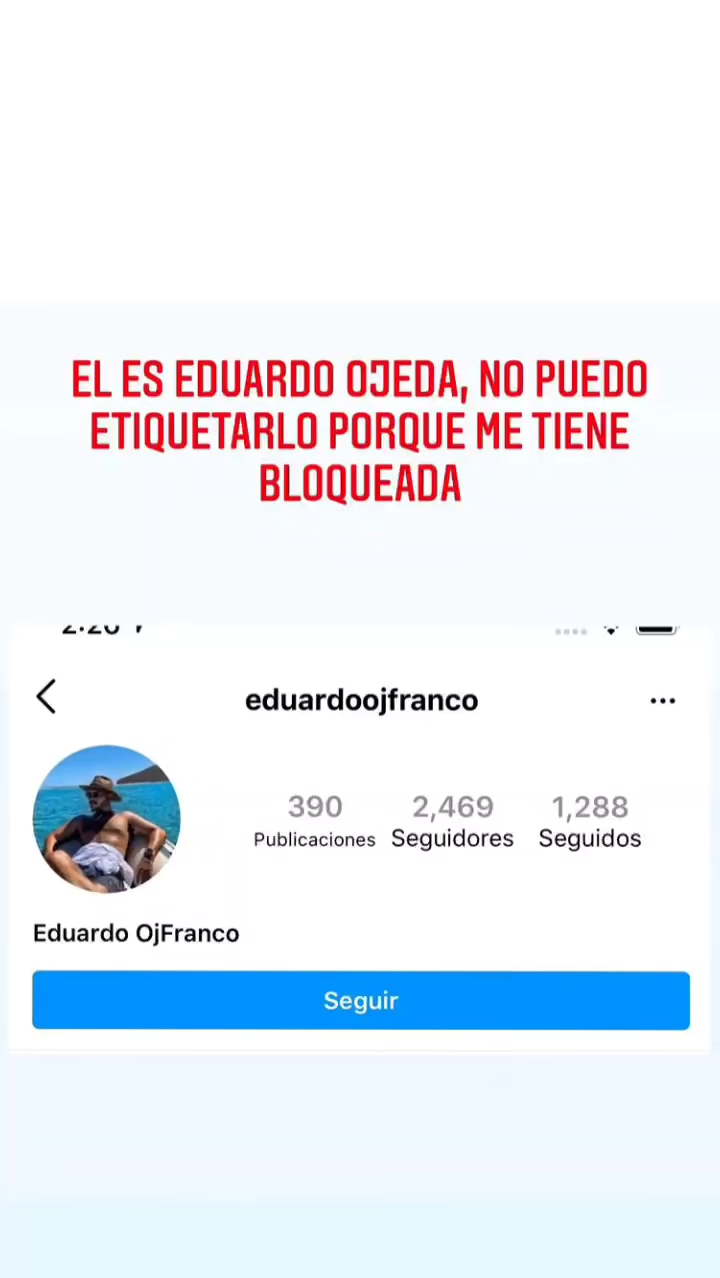 EL ES EDUARDO OJEDA, NO PUEDO
ETIQUETARLO PORQUE ME TIENE
BLOQUEADA
eduardoojfranco
390 2,469 1,288
Publicaciones Seguidores Seguidos
Eduardo OjFranco
Seguir